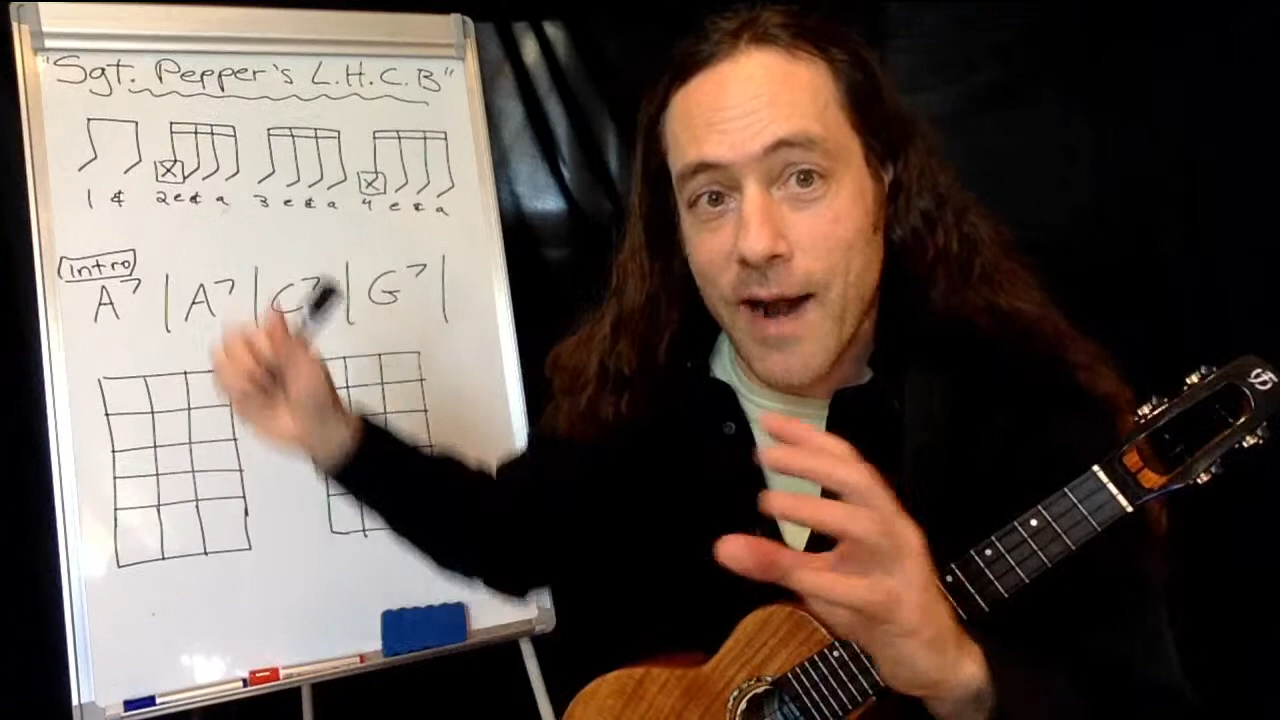 "Sgt. Pepper's L.H.C.B"
1 & 2 e & a 3 e & a 4 e & a
Intro
A7 | A7 | C7 | G7 |